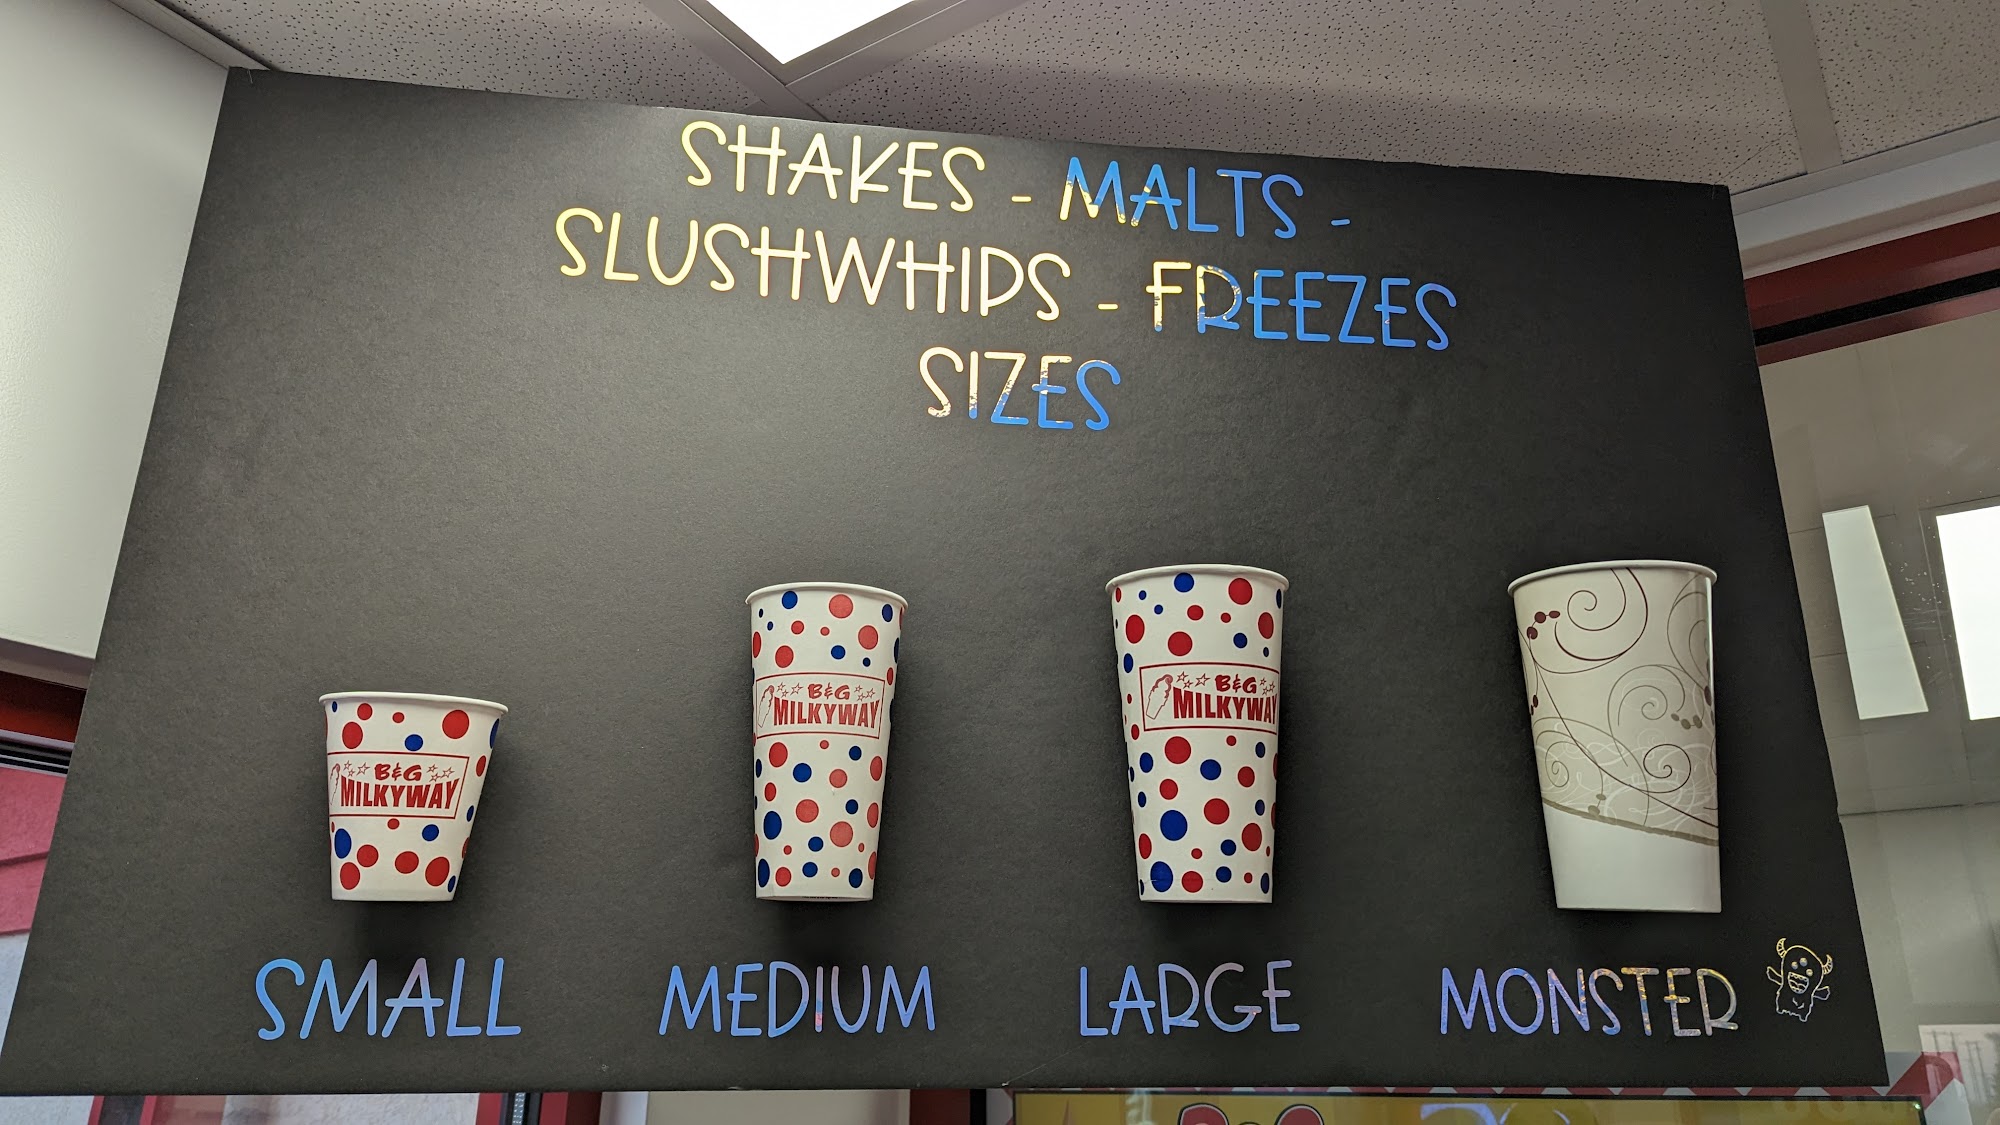 SHAKES - MALTS -
SLUSHWHIPS - FREEZES
SIZES
B&G
MILKYWAY
B&G
MILKYWAY
B&G
MILKYWAY
SMALL MEDIUM LARGE MONSTER